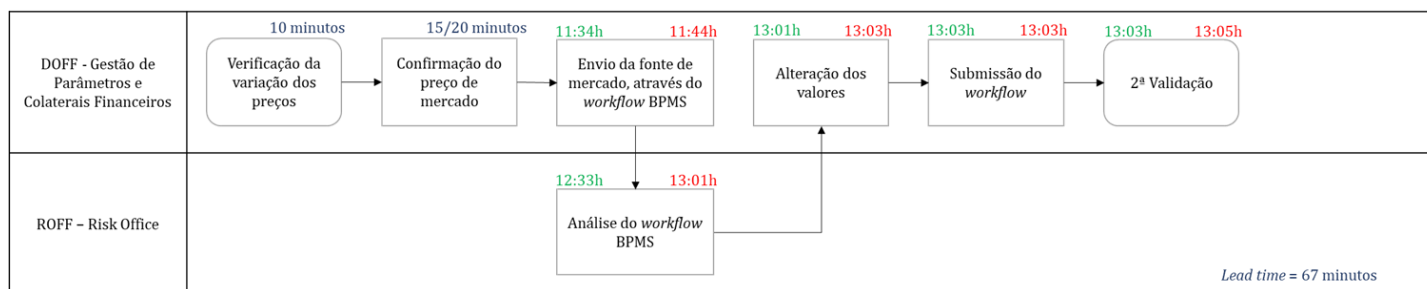 DOFF - Gestão de
Parâmetros e
Colaterais Financeiros
10 minutos
Verificação da
variação dos
preços
15/20 minutos
Confirmação do
preço de
mercado
11:34h 11:44h
Envio da fonte de
mercado, através do
workflow BPMS
13:01h 13:03h
Alteração dos
valores
13:03h 13:03h
Submissão do
workflow
13:03h 13:05h
2ª Validação
ROFF – Risk Office
12:33h 13:01h
Análise do workflow
BPMS
Lead time = 67 minutos